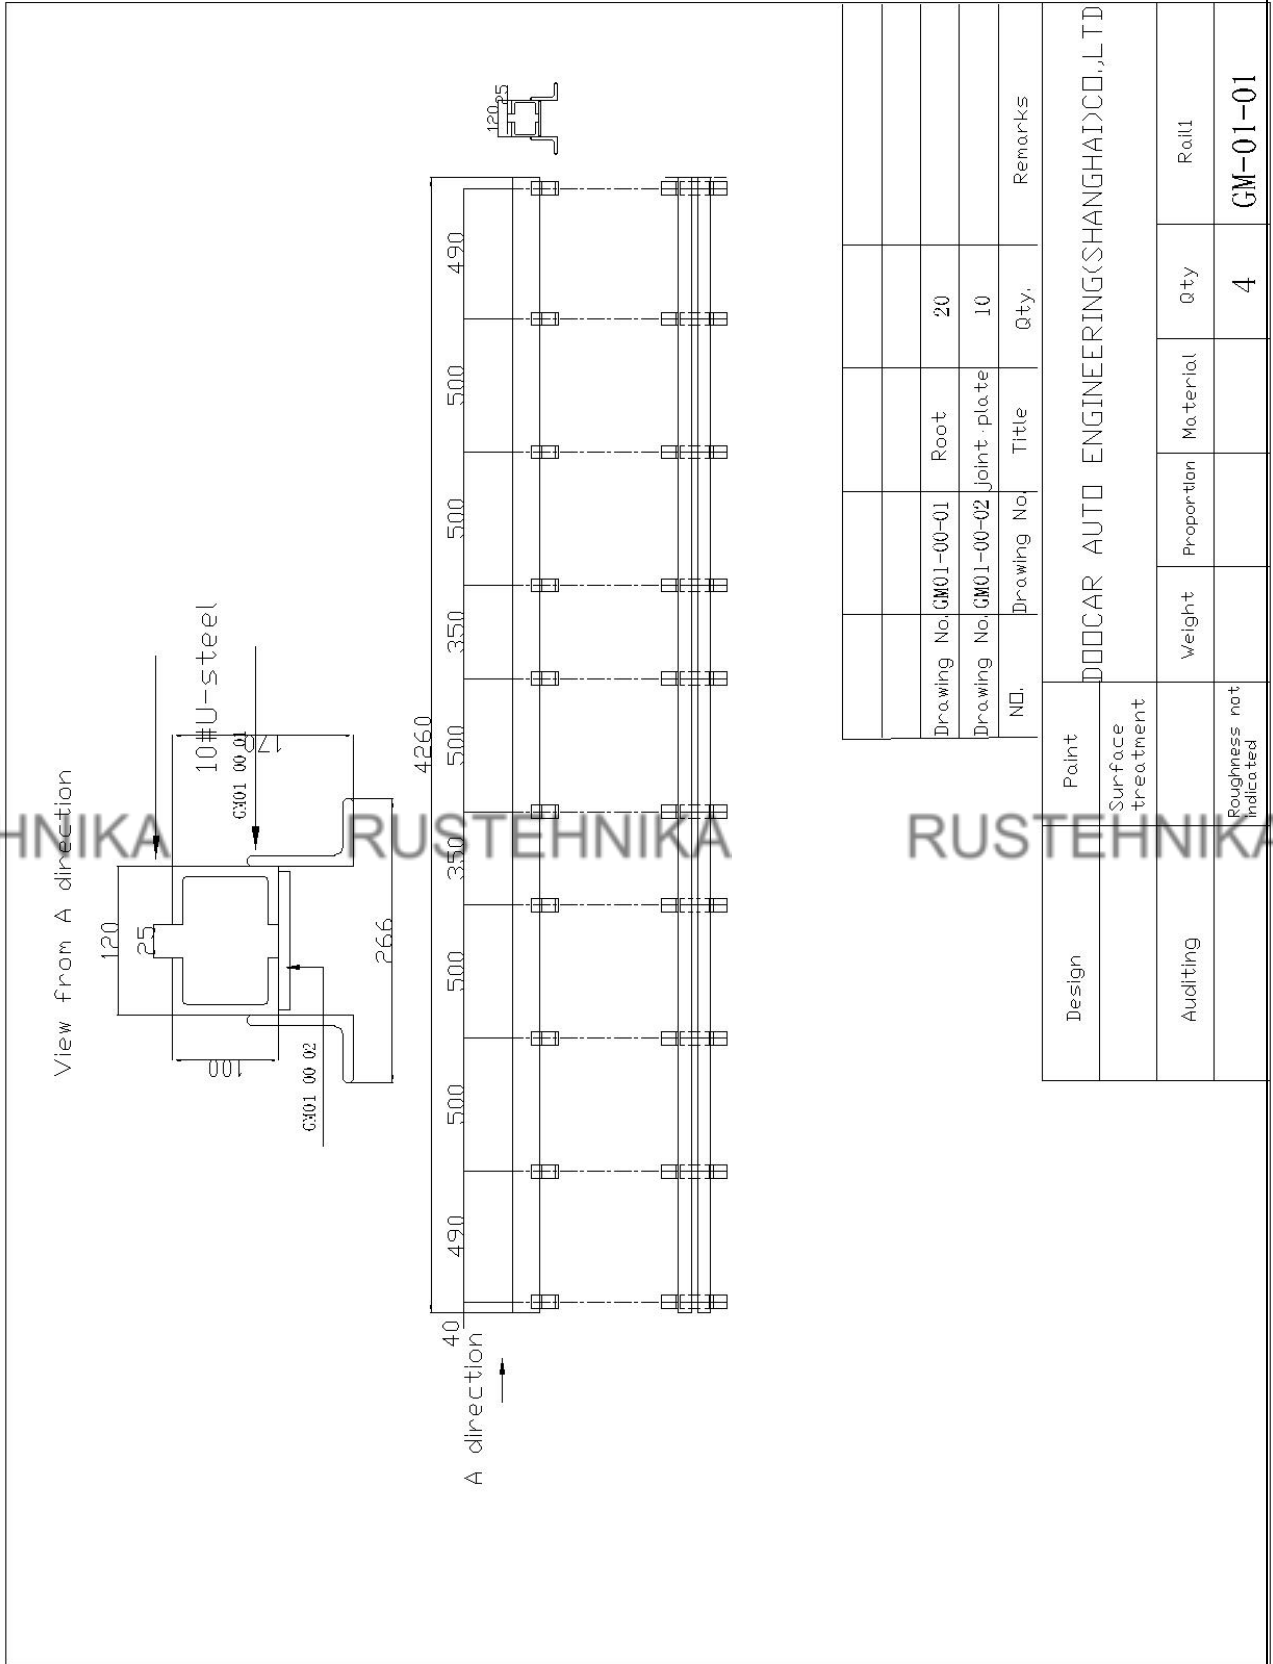 View from A direction
120
25
10#U-steel
170
GM01 00 01
100
266
GM01 00 02
4260
40
490
500
500
350
500
350
500
500
490
A direction
120
25
Drawing No. GM01-00-01 Root 20
Drawing No. GM01-00-02 joint plate 10
NO. Drawing No. Title Qty. Remarks
Design Paint DOOCAR AUTO ENGINEERING(SHANGHAI)CO.,LTD
Surface
treatment
Auditing Weight Proportion Material Qty Rail1
Roughness not
indicated
4 GM-01-01
HNIKA RUSTEHNIKA RUSTEHNIKA